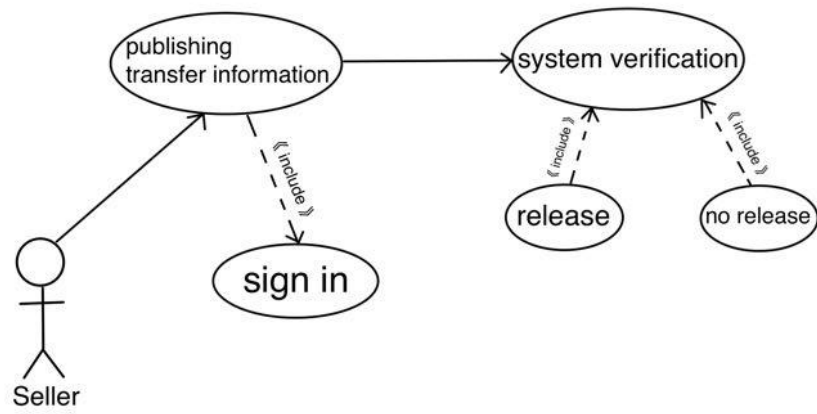 publishing
transfer information
system verification
《 include 》
《 include 》
《 include 》
release
no release
sign in
Seller